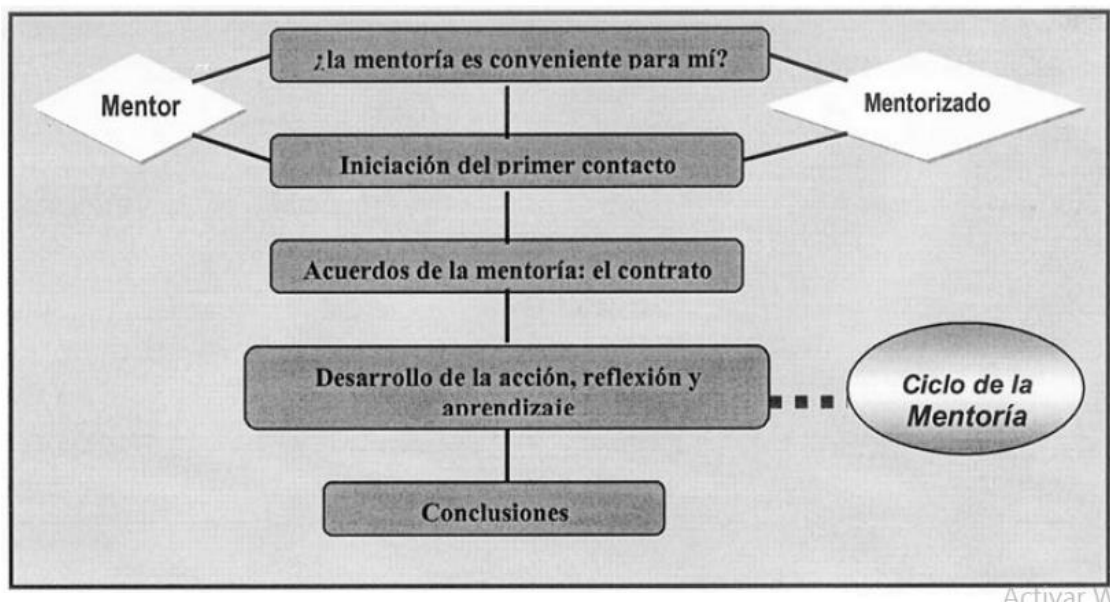 ¿la mentoría es conveniente para mí?
Mentor
Mentorizado
Iniciación del primer contacto
Acuerdos de la mentoría: el contrato
Desarrollo de la acción, reflexión y
aprendizaje
Ciclo de la
Mentoría
Conclusiones
Activar W